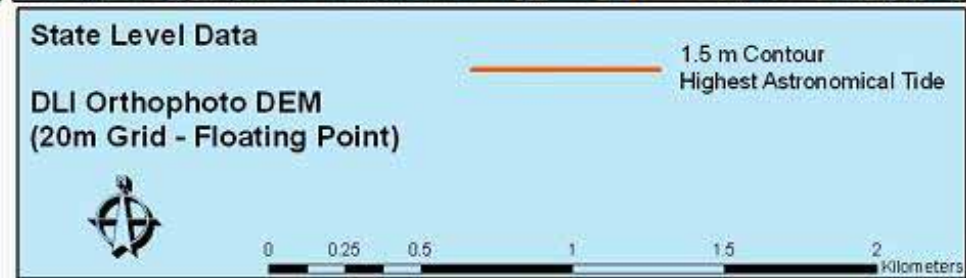 State Level Data
DLI Orthophoto DEM
(20m Grid - Floating Point)
1.5 m Contour
Highest Astronomical Tide
0 0.25 0.5 1 1.5 2
Kilometers